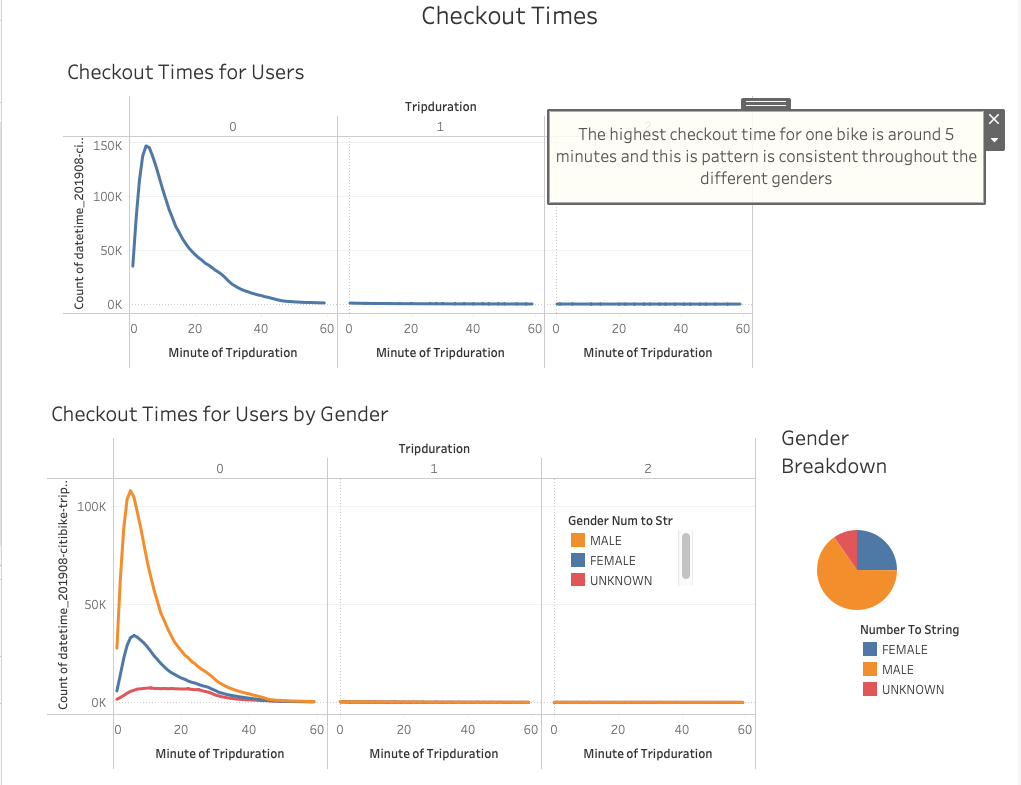 Checkout Times
Checkout Times for Users
Tripduration
0 1
The highest checkout time for one bike is around 5
minutes and this is pattern is consistent throughout the
different genders
Count of datetime_201908-ci..
150K
100K
50K
0K
0 20 40 60 0 20 40 60 0 20 40 60
Minute of Tripduration Minute of Tripduration Minute of Tripduration
Checkout Times for Users by Gender
Tripduration
0 1 2
Count of datetime_201908-citibike-trip..
100K
50K
0K
Gender Num to Str
MALE
FEMALE
UNKNOWN
0 20 40 60 0 20 40 60 0 20 40 60
Minute of Tripduration Minute of Tripduration Minute of Tripduration
Gender
Breakdown
Number To String
FEMALE
MALE
UNKNOWN